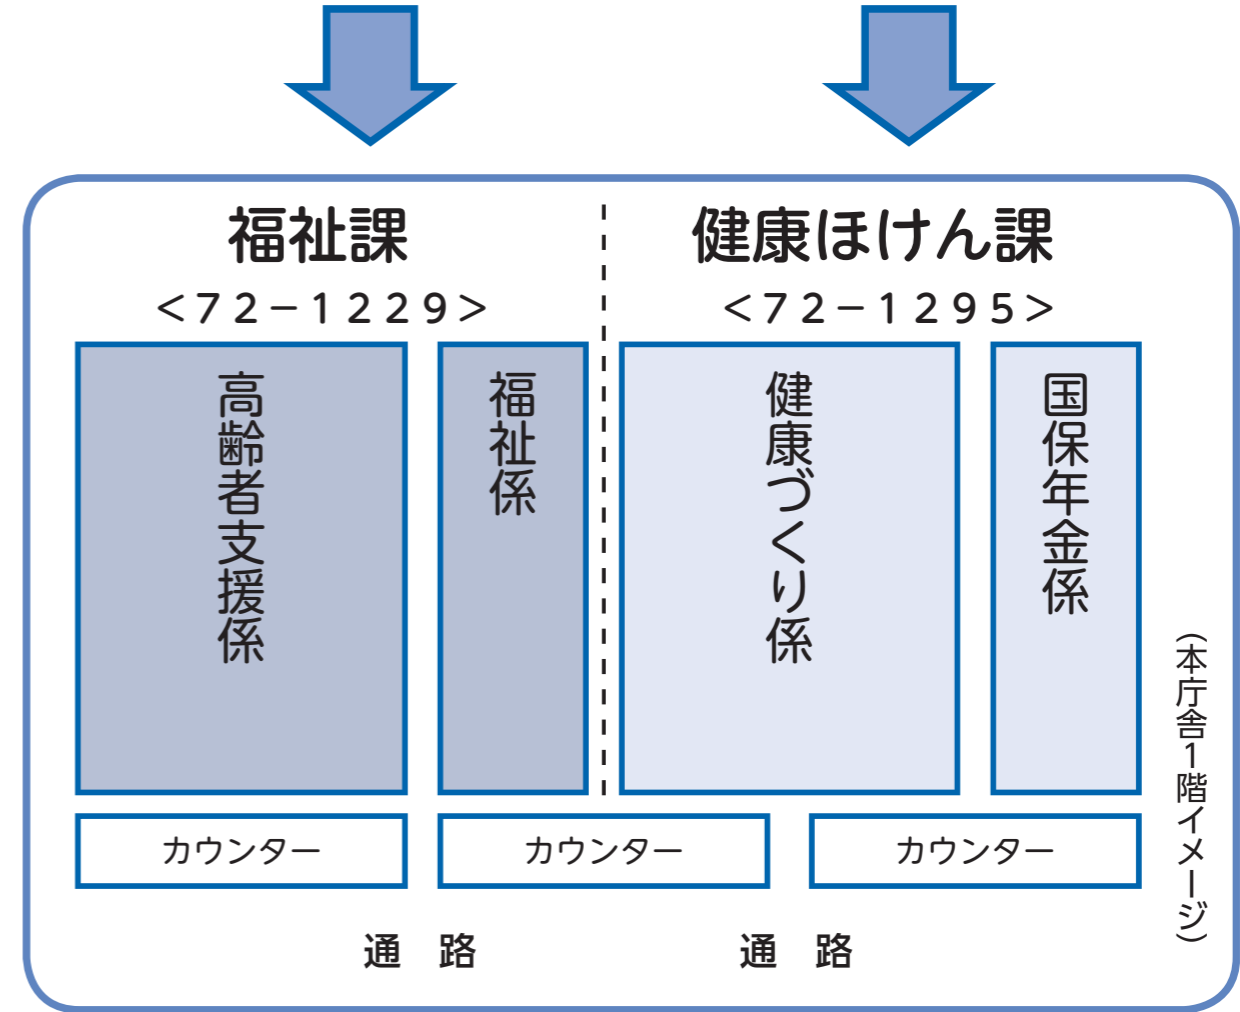 福祉課
＜７２－１２２９＞
高齢者支援係
福祉係
健康ほけん課
＜７２－１２９５＞
健康づくり係
国保年金係
カウンター
カウンター
カウンター
通　路
通　路
（本庁舎１階イメージ）